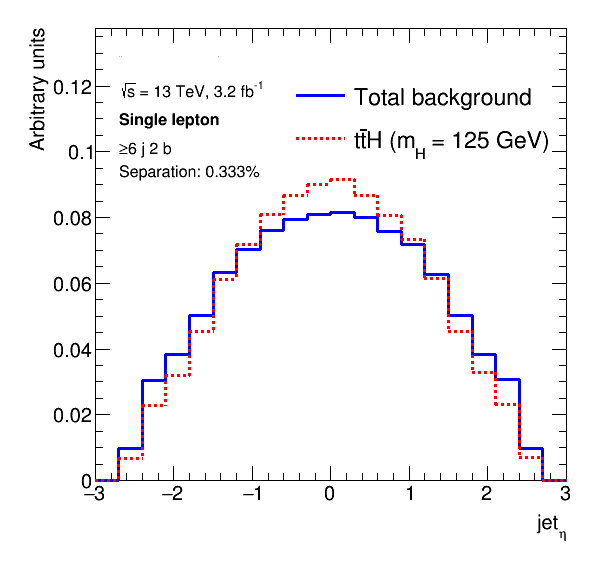 Arbitrary units
√s = 13 TeV, 3.2 fb⁻¹
Single lepton
≥6 j 2 b
Separation: 0.333%
Total background
tt̄H (m_H = 125 GeV)
0.12
0.1
0.08
0.06
0.04
0.02
0
−3 −2 −1 0 1 2 3
jet_η